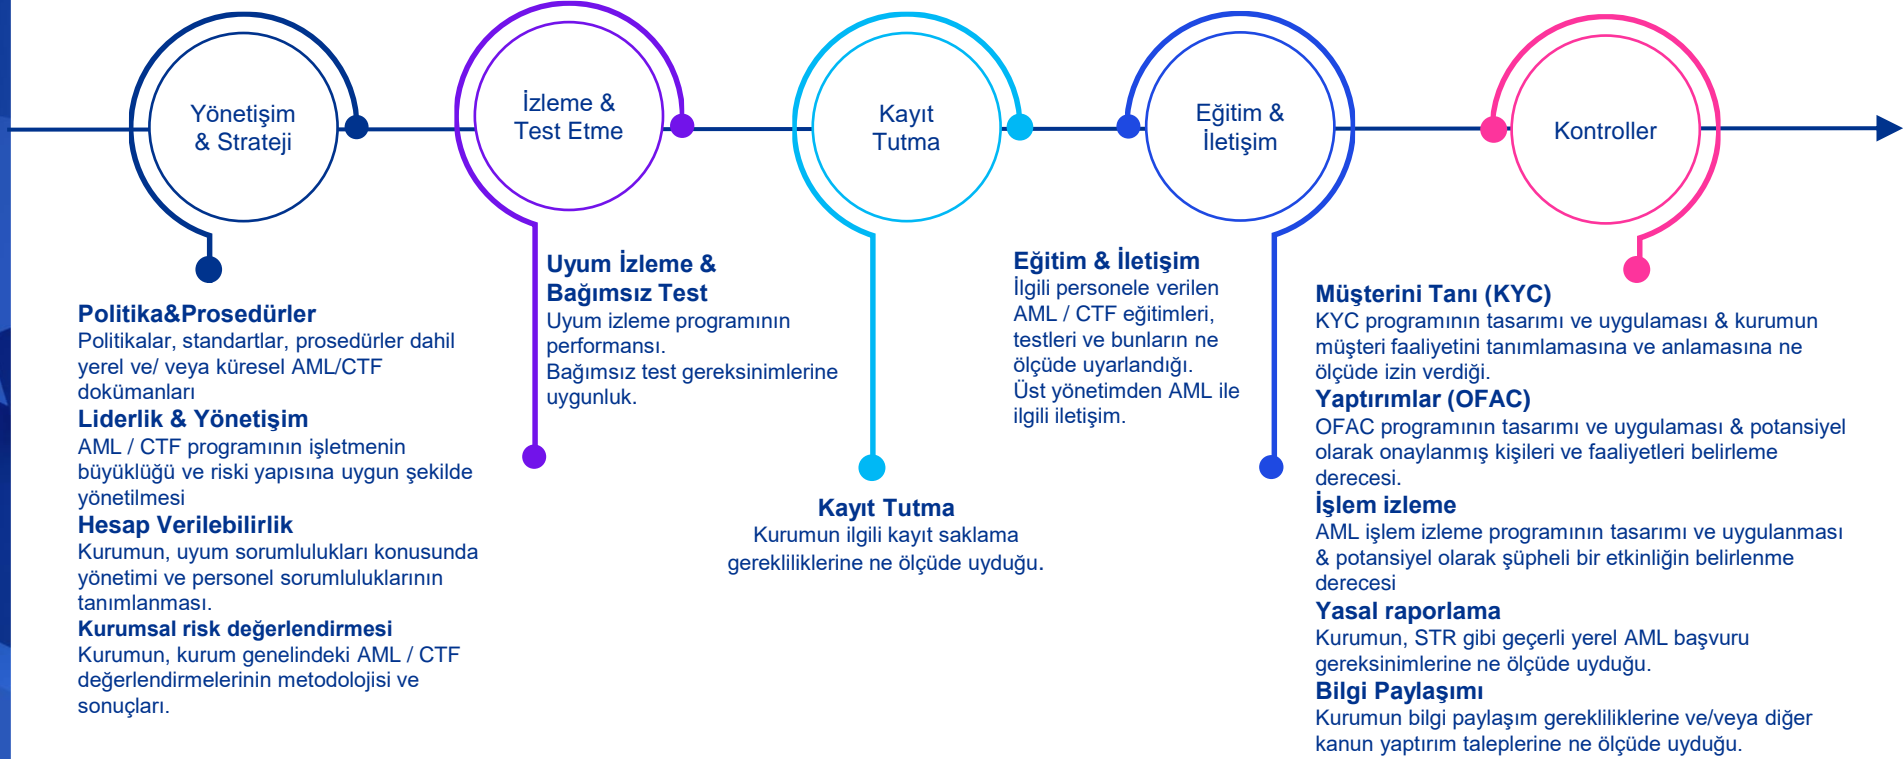 Yönetişim
& Strateji
İzleme &
Test Etme
Kayıt
Tutma
Eğitim &
İletişim
Kontroller
Politika&Prosedürler
Politikalar, standartlar, prosedürler dahil
yerel ve/ veya küresel AML/CTF
dokümanları
Liderlik & Yönetişim
AML / CTF programının işletmenin
büyüklüğü ve riski yapısına uygun şekilde
yönetilmesi
Hesap Verilebilirlik
Kurumun, uyum sorumlulukları konusunda
yönetimi ve personel sorumluluklarının
tanımlanması.
Kurumsal risk değerlendirmesi
Kurumun, kurum genelindeki AML / CTF
değerlendirmelerinin metodolojisi ve
sonuçları.
Uyum İzleme &
Bağımsız Test
Uyum izleme programının
performansı.
Bağımsız test gereksinimlerine
uygunluk.
Kayıt Tutma
Kurumun ilgili kayıt saklama
gerekliliklerine ne ölçüde uyduğu.
Eğitim & İletişim
İlgili personele verilen
AML / CTF eğitimleri,
testleri ve bunların ne
ölçüde uyarlandığı.
Üst yönetimden AML ile
ilgili iletişim.
Müşterini Tanı (KYC)
KYC programının tasarımı ve uygulaması & kurumun
müşteri faaliyetini tanımlamasına ve anlamasına ne
ölçüde izin verdiği.
Yaptırımlar (OFAC)
OFAC programının tasarımı ve uygulaması & potansiyel
olarak onaylanmış kişileri ve faaliyetleri belirleme
derecesi.
İşlem izleme
AML işlem izleme programının tasarımı ve uygulanması
& potansiyel olarak şüpheli bir etkinliğin belirlenme
derecesi
Yasal raporlama
Kurumun, STR gibi geçerli yerel AML başvuru
gereksinimlerine ne ölçüde uyduğu.
Bilgi Paylaşımı
Kurumun bilgi paylaşım gerekliliklerine ve/veya diğer
kanun yaptırım taleplerine ne ölçüde uyduğu.